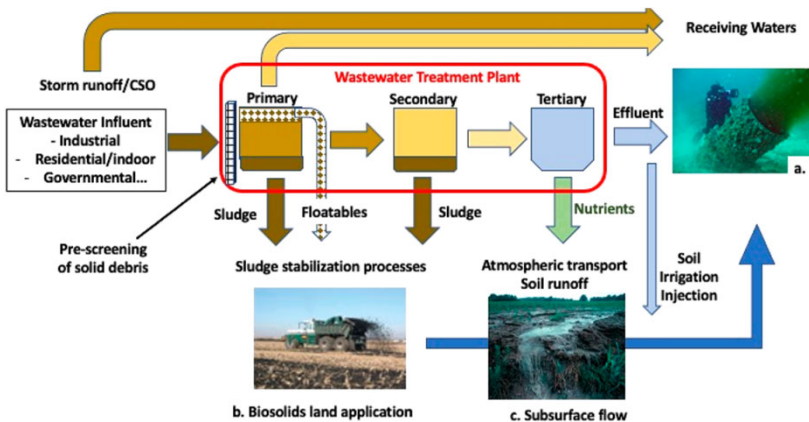 Receiving Waters
Storm runoff/CSO
Wastewater Treatment Plant
Wastewater Influent
- Industrial
- Residential/indoor
- Governmental...
Primary
Secondary
Tertiary
Effluent
a.
Sludge
Floatables
Sludge
Nutrients
Pre-screening
of solid debris
Sludge stabilization processes
Atmospheric transport
Soil runoff
Soil
Irrigation
Injection
b. Biosolids land application
c. Subsurface flow